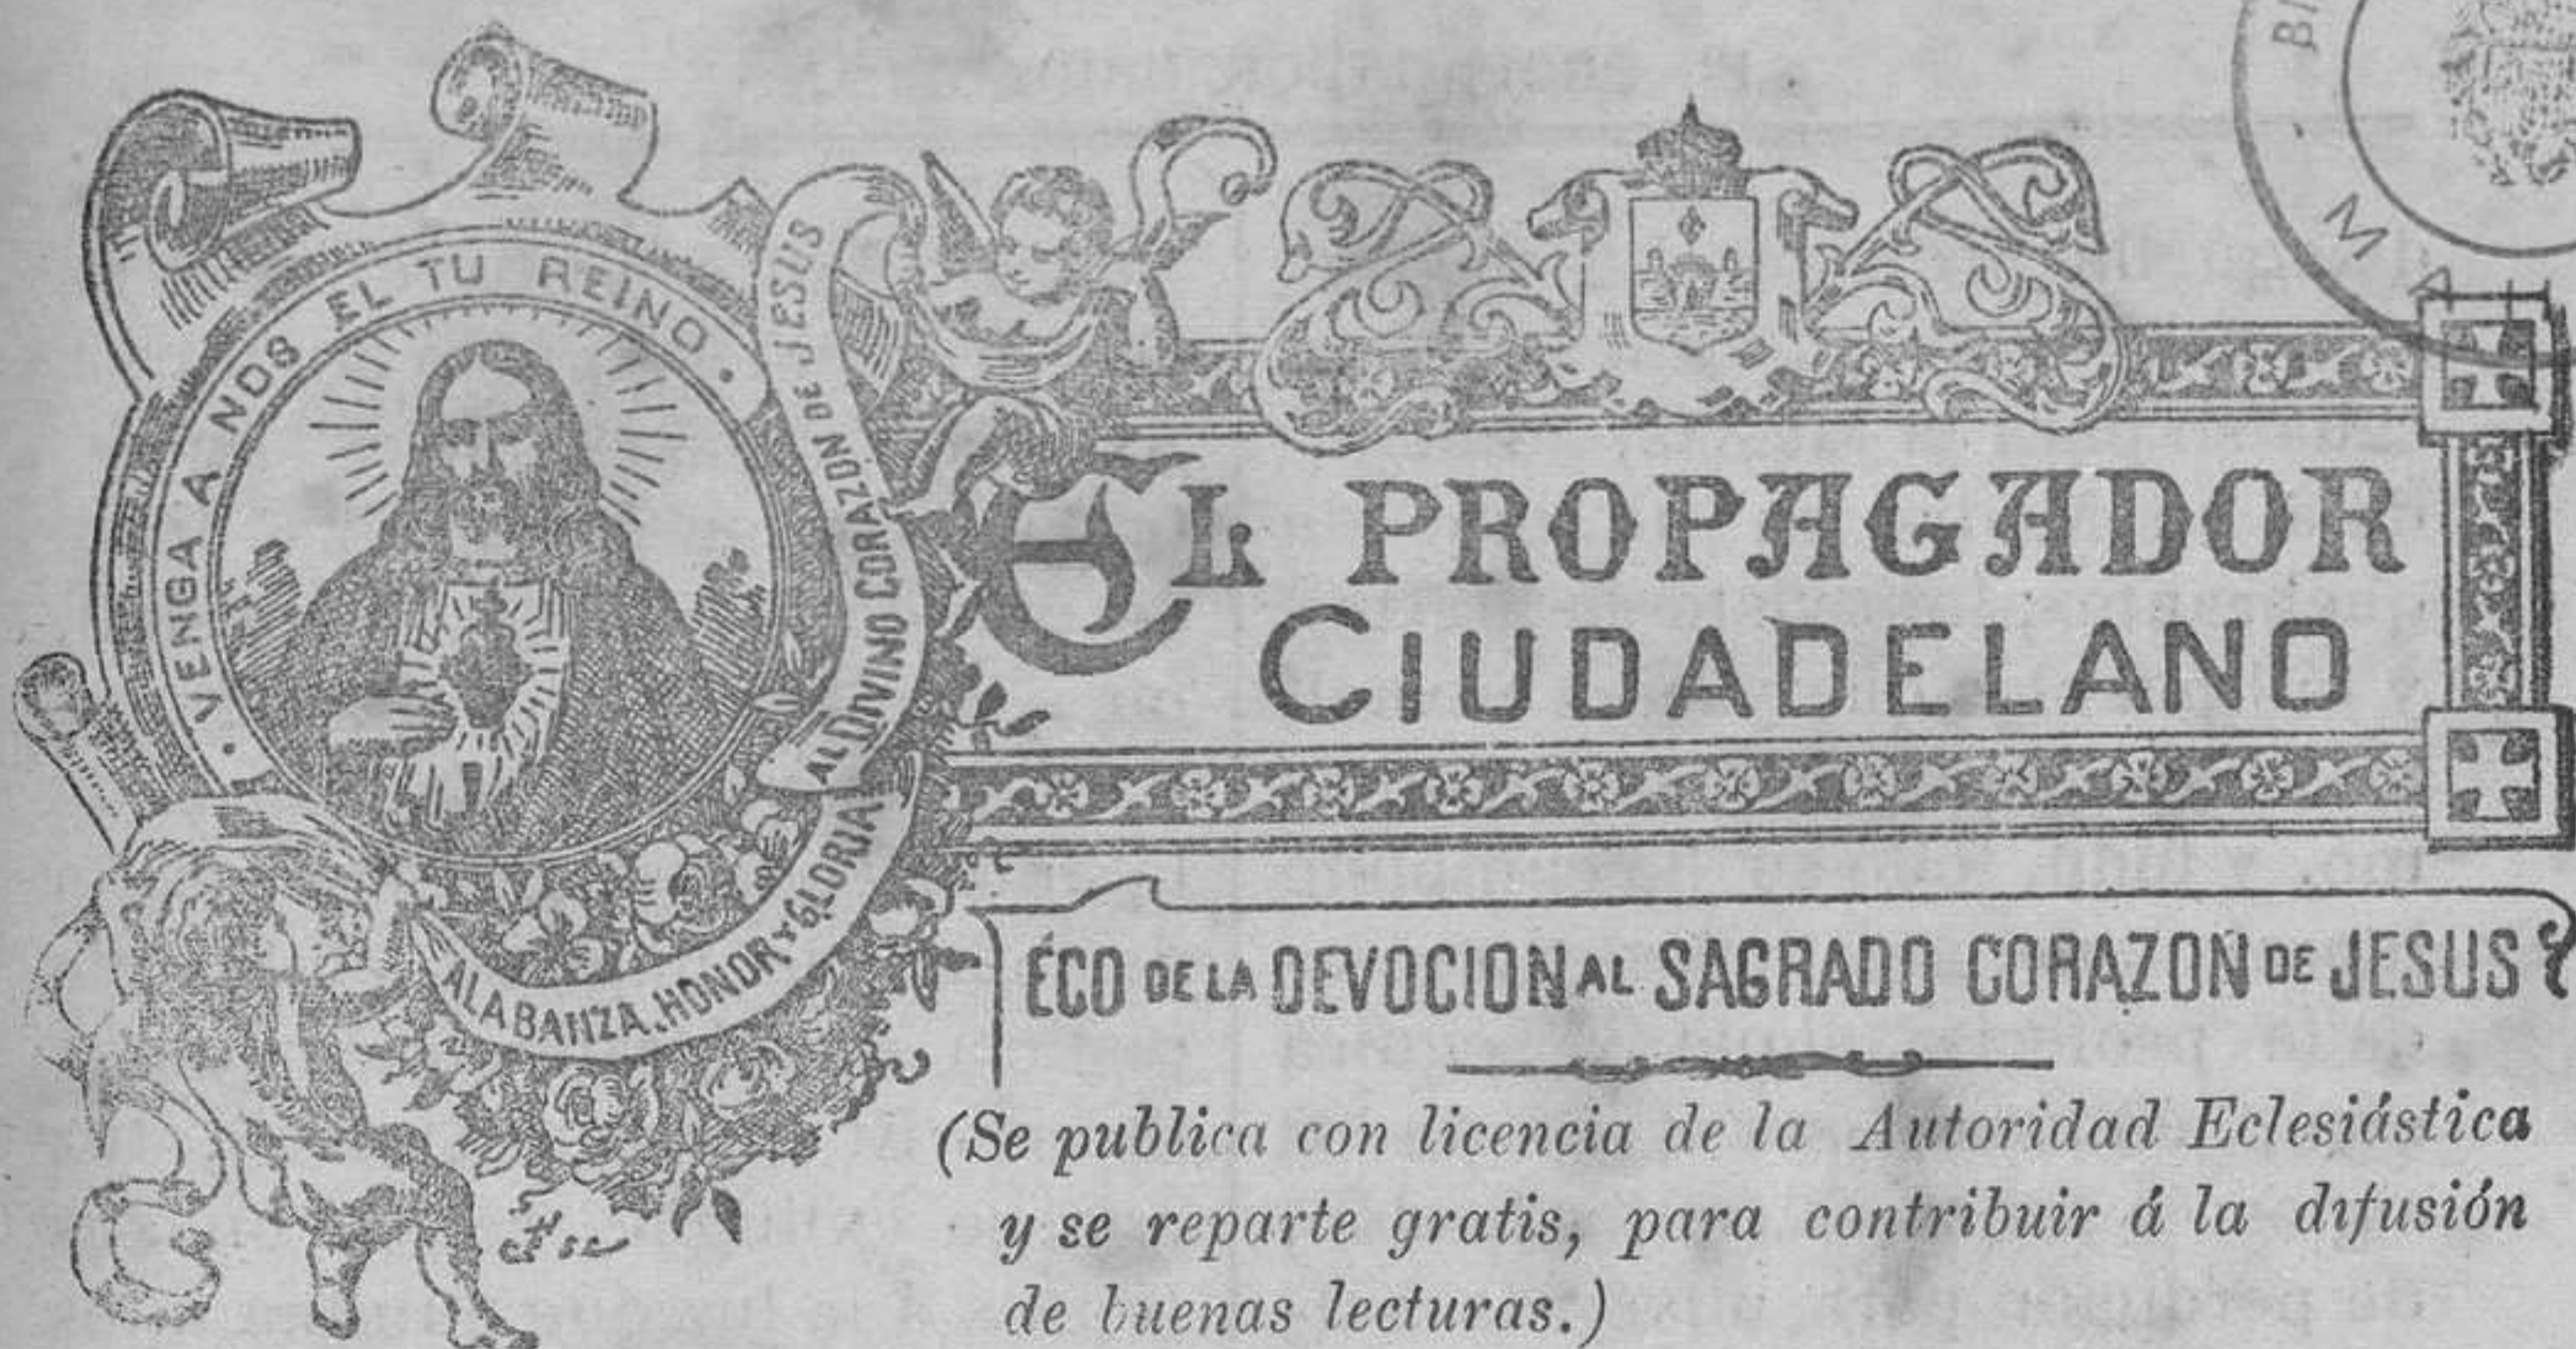 · VENGA A NOS EL TU REINO ·
ALABANZA, HONOR Y GLORIA
AL DIVINO CORAZÓN DE JESUS
EL PROPAGADOR
CIUDADELANO
ÉCO DE LA DEVOCION AL SAGRADO CORAZON DE JESUS
(Se publica con licencia de la Autoridad Eclesiástica
y se reparte gratis, para contribuir á la difusión
de buenas lecturas.)